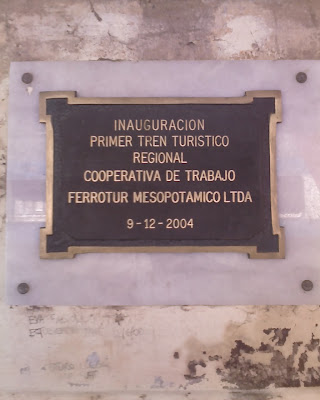 INAUGURACION
PRIMER TREN TURISTICO
REGIONAL
COOPERATIVA DE TRABAJO
FERROTUR MESOPOTAMICO LTDA
9-12-2004